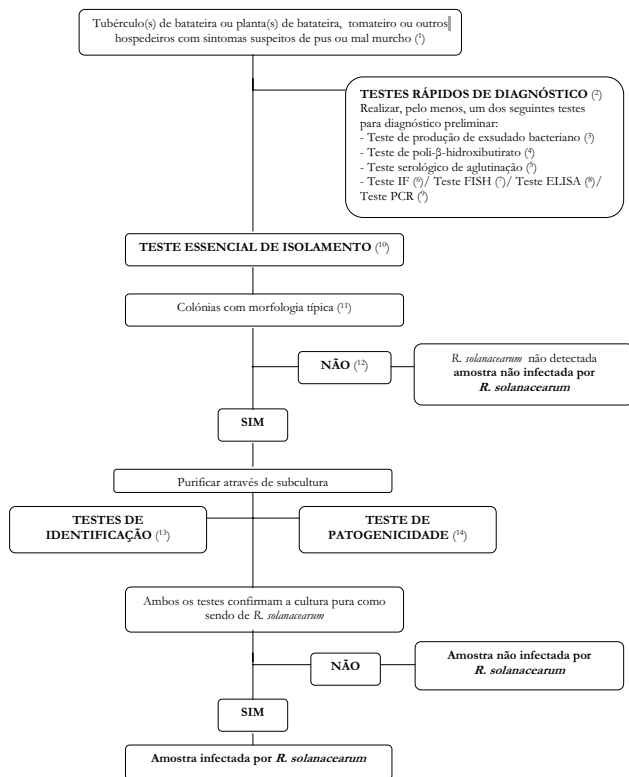 Tubérculo(s) de batateira ou planta(s) de batateira, tomateiro ou outros
hospedeiros com sintomas suspeitos de pus ou mal murcho (¹)
TESTES RÁPIDOS DE DIAGNÓSTICO (²)
Realizar, pelo menos, um dos seguintes testes
para diagnóstico preliminar:
- Teste de produção de exsudado bacteriano (³)
- Teste de poli-β-hidroxibutirato (⁴)
- Teste serológico de aglutinação (⁵)
- Teste IF (⁶)/ Teste FISH (⁷)/ Teste ELISA (⁸)/
Teste PCR (⁹)
TESTE ESSENCIAL DE ISOLAMENTO (¹⁰)
Colónias com morfologia típica (¹¹)
NÃO (¹²)
R. solanacearum não detectada
amostra não infectada por
R. solanacearum
SIM
Purificar através de subcultura
TESTES DE
IDENTIFICAÇÃO (¹³)
TESTE DE
PATOGENICIDADE (¹⁴)
Ambos os testes confirmam a cultura pura como
sendo de R. solanacearum
NÃO
Amostra não infectada por
R. solanacearum
SIM
Amostra infectada por R. solanacearum